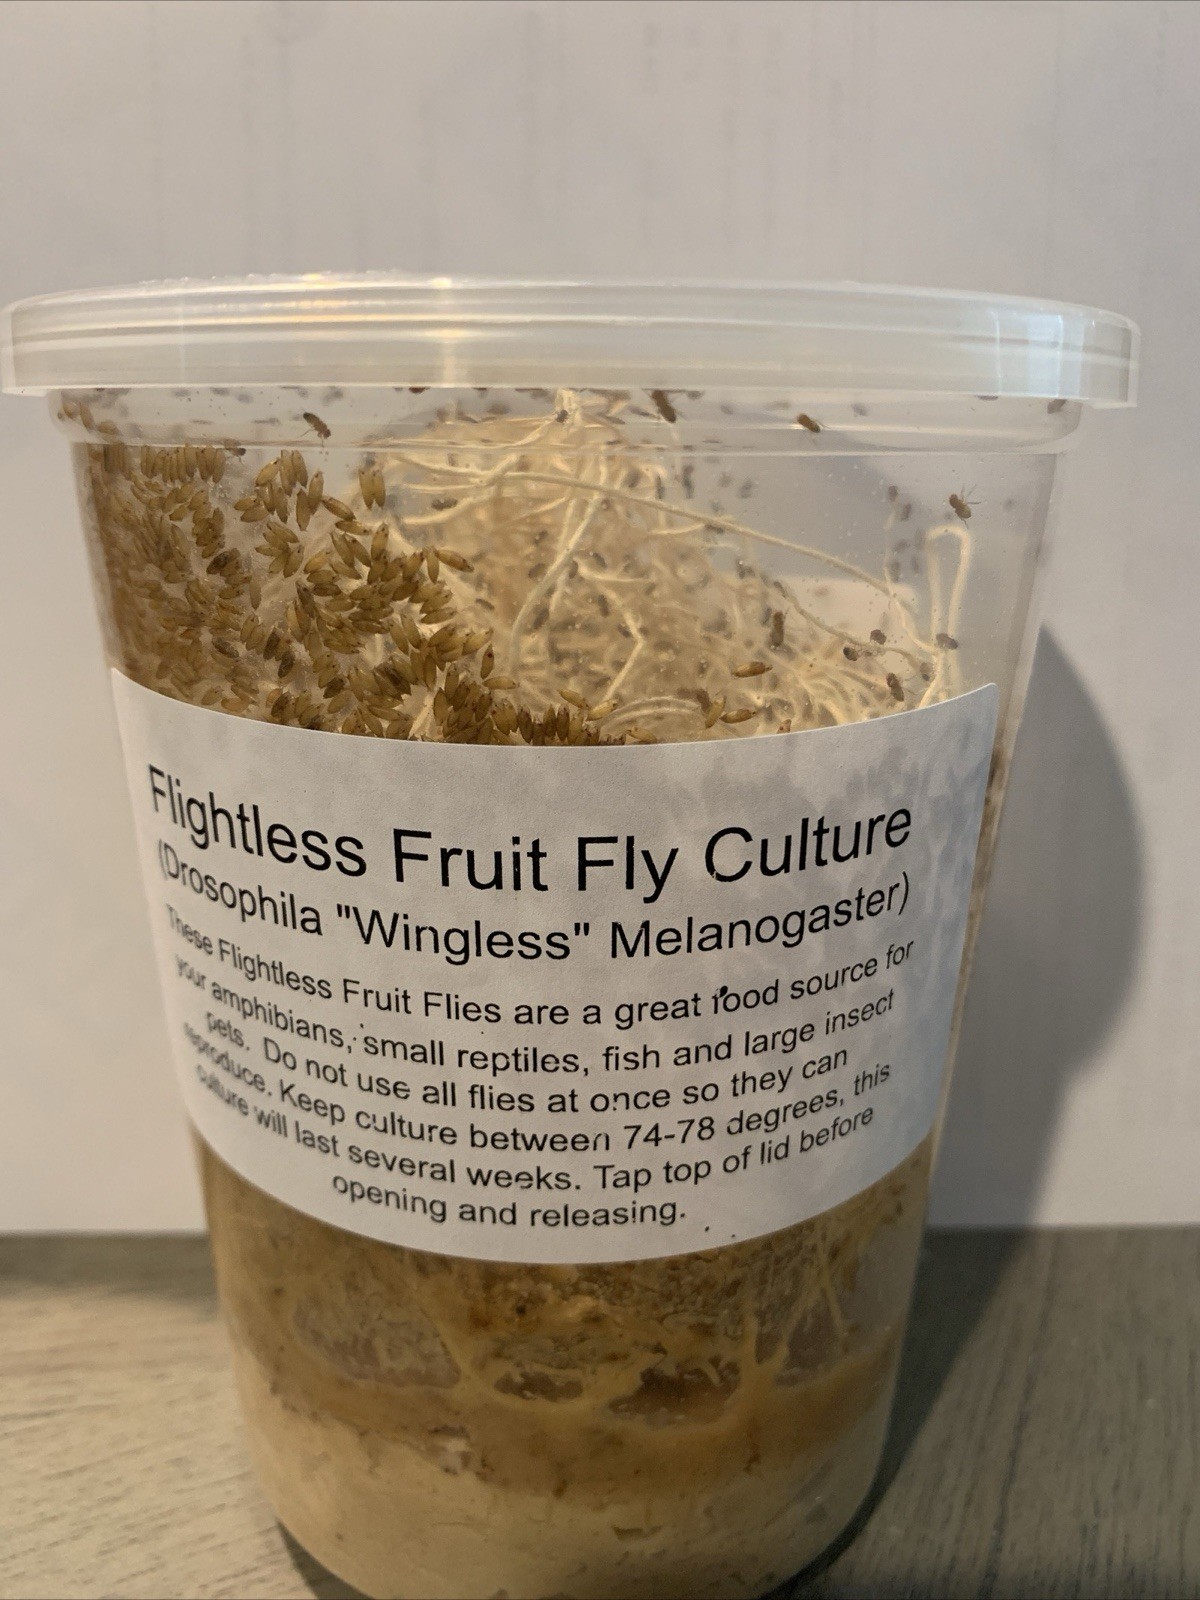 Flightless Fruit Fly Culture
(Drosophila "Wingless" Melanogaster)
These Flightless Fruit Flies are a great food source for
your amphibians, small reptiles, fish and large insect
pets. Do not use all flies at once so they can
reproduce. Keep culture between 74-78 degrees, this
culture will last several weeks. Tap top of lid before
opening and releasing.